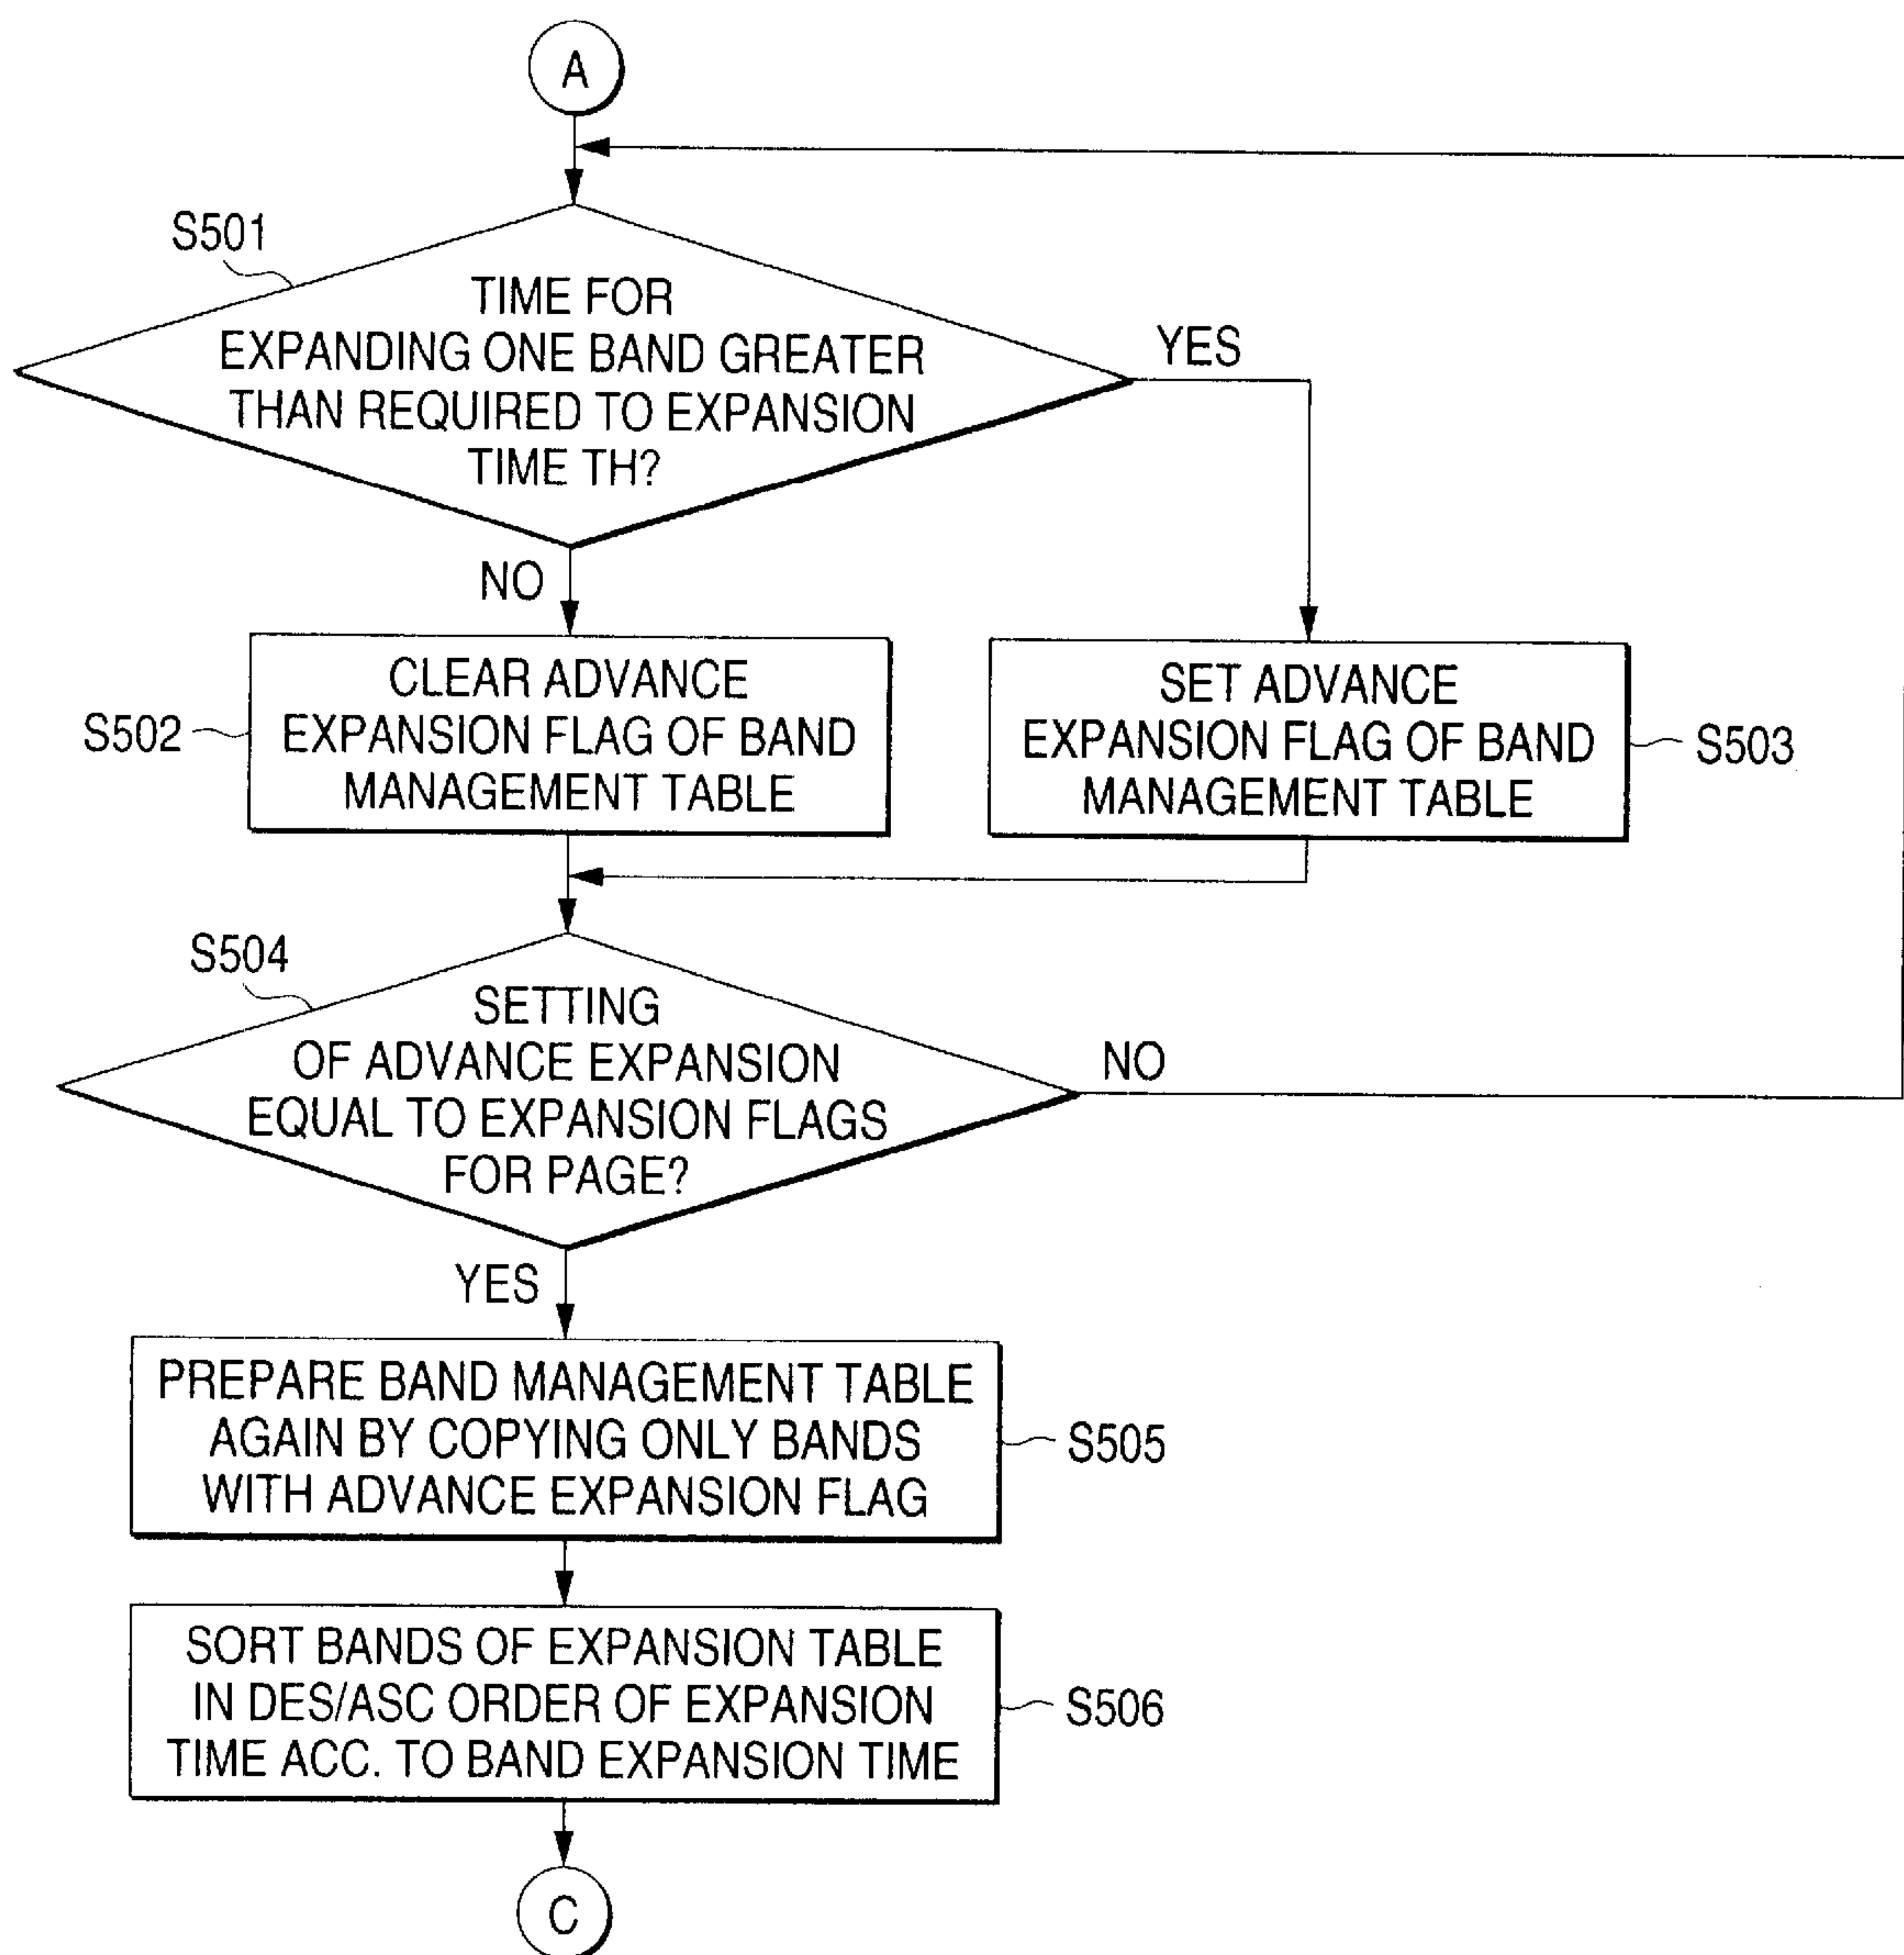 A
S501
TIME FOR
EXPANDING ONE BAND GREATER
THAN REQUIRED TO EXPANSION
TIME TH?
YES
NO
CLEAR ADVANCE
EXPANSION FLAG OF BAND
MANAGEMENT TABLE
S502
SET ADVANCE
EXPANSION FLAG OF BAND
MANAGEMENT TABLE
S503
S504
SETTING
OF ADVANCE EXPANSION
EQUAL TO EXPANSION FLAGS
FOR PAGE?
NO
YES
PREPARE BAND MANAGEMENT TABLE
AGAIN BY COPYING ONLY BANDS
WITH ADVANCE EXPANSION FLAG
S505
SORT BANDS OF EXPANSION TABLE
IN DES/ASC ORDER OF EXPANSION
TIME ACC. TO BAND EXPANSION TIME
S506
C